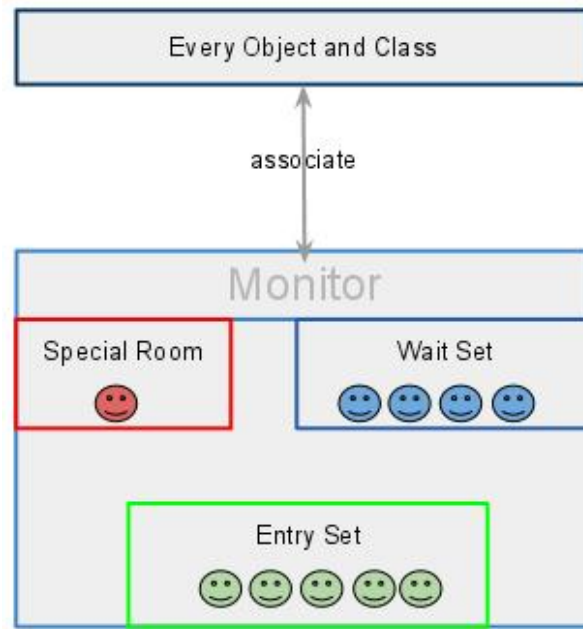 Every Object and Class
associate
Monitor
Special Room
Wait Set
Entry Set